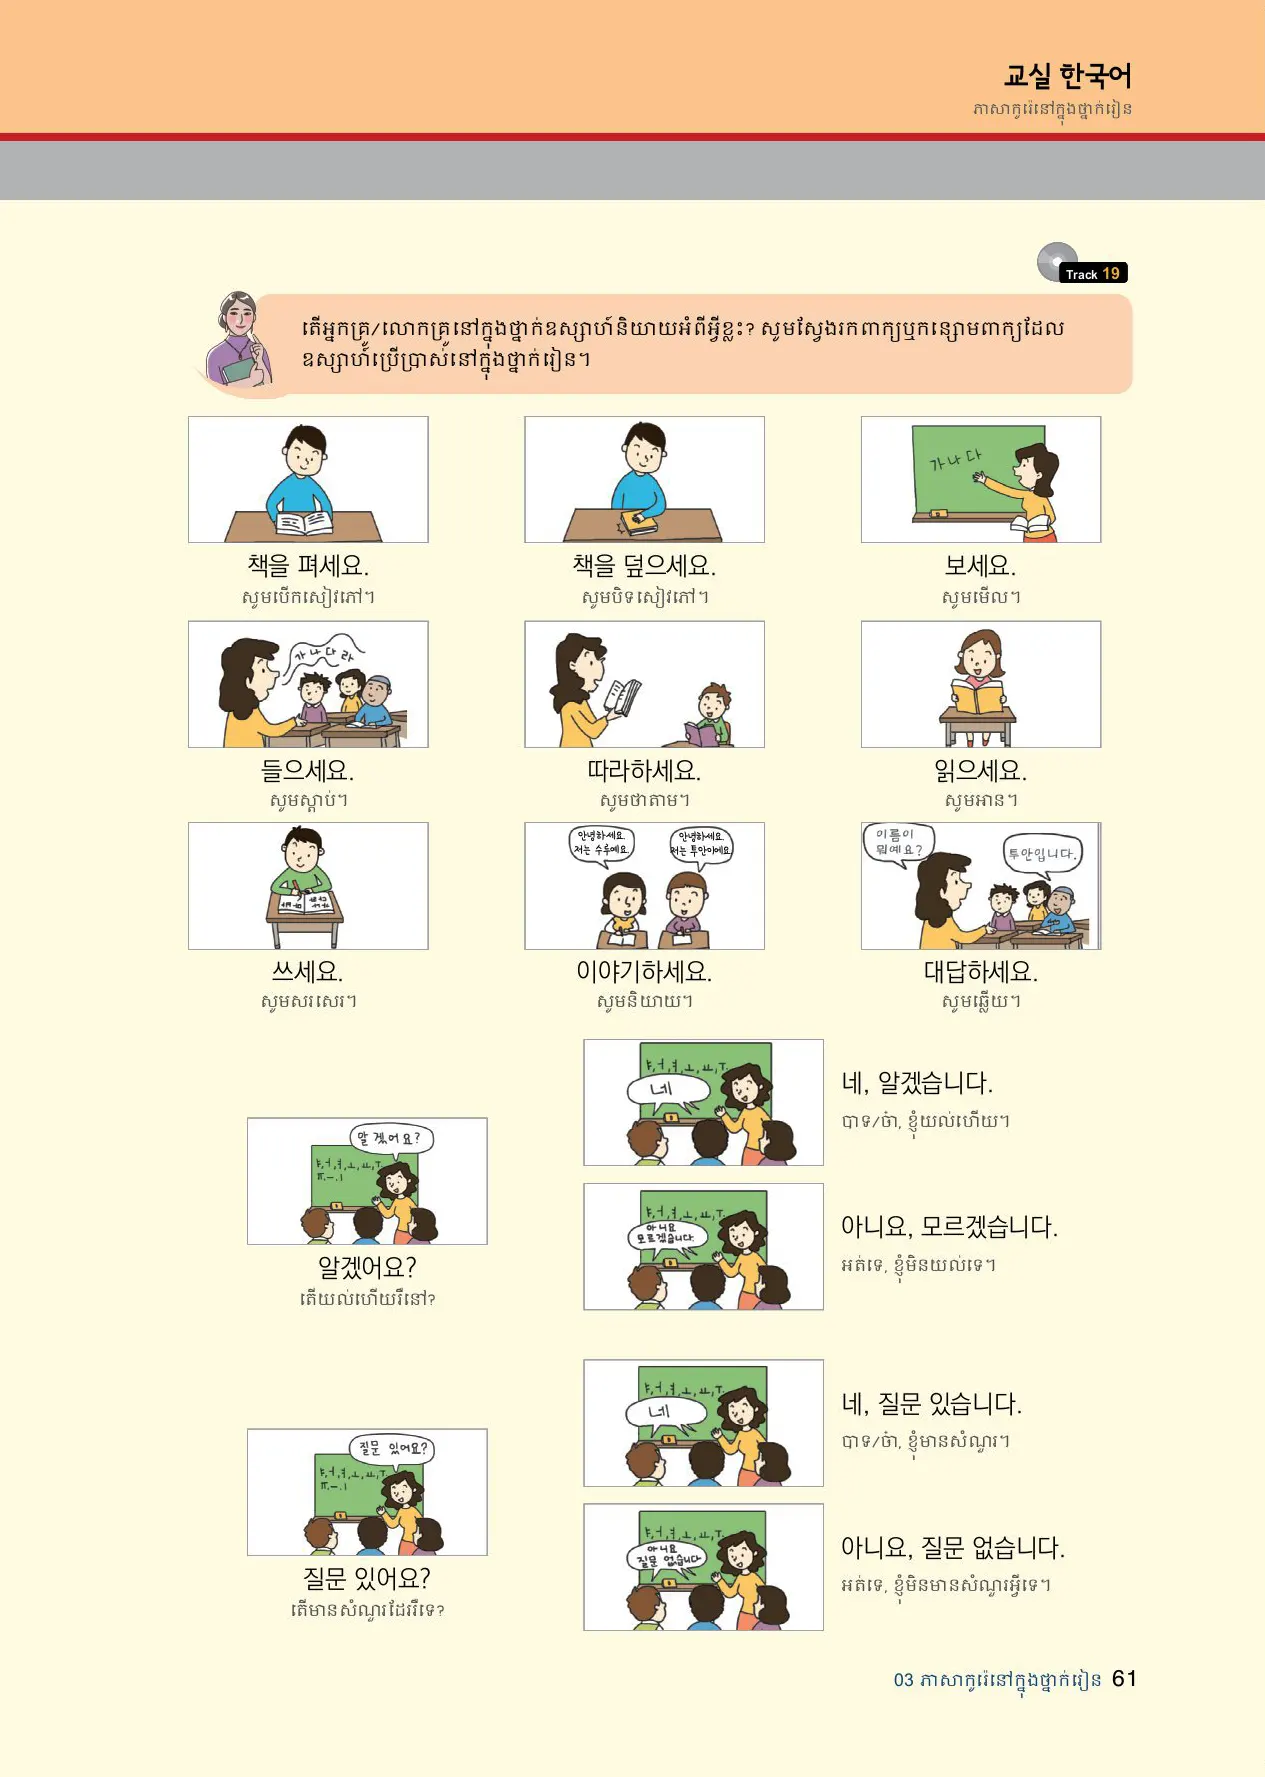 교실 한국어
ភាសាកូរ៉េនៅក្នុងថ្នាក់រៀន
Track 19
តើអ្នកគ្រូ/លោកគ្រូនៅក្នុងថ្នាក់ឧស្សាហ៍និយាយអំពីអ្វីខ្លះ? សូមស្វែងរកពាក្យឬកន្សោមពាក្យដែល
ឧស្សាហ៍ប្រើប្រាស់នៅក្នុងថ្នាក់រៀន។
가 나 다
책을 펴세요.
책을 덮으세요.
보세요.
សូមបើកសៀវភៅ។
សូមបិទសៀវភៅ។
សូមមើល។
가 나 다 라
들으세요.
따라하세요.
읽으세요.
សូមស្តាប់។
សូមថាតាម។
សូមអាន។
안녕하세요.
저는 수후예요.
안녕하세요.
저는 투안이에요.
이름이
뭐예요?
투안입니다.
쓰세요.
이야기하세요.
대답하세요.
សូមសរសេរ។
សូមនិយាយ។
សូមឆ្លើយ។
알겠어요?
ㅑ, ㅓ, ㅕ, ㅗ, ㅛ, ㅜ,
ㅠ, ㅡ, ㅣ
알겠어요?
តើយល់ហើយរឺនៅ?
ㅑ, ㅓ, ㅕ, ㅗ, ㅛ, ㅜ,
네
네, 알겠습니다.
បាទ/ច៎ា, ខ្ញុំយល់ហើយ។
ㅑ, ㅓ, ㅕ, ㅗ, ㅛ, ㅜ,
아니요
모르겠습니다.
아니요, 모르겠습니다.
អត់ទេ, ខ្ញុំមិនយល់ទេ។
질문 있어요?
ㅑ, ㅓ, ㅕ, ㅗ, ㅛ, ㅜ,
ㅠ, ㅡ, ㅣ
질문 있어요?
តើមានសំណួរដែររឺទេ?
ㅑ, ㅓ, ㅕ, ㅗ, ㅛ, ㅜ,
네
네, 질문 있습니다.
បាទ/ច៎ា, ខ្ញុំមានសំណួរ។
ㅑ, ㅓ, ㅕ, ㅗ, ㅛ, ㅜ,
아니요
질문 없습니다
아니요, 질문 없습니다.
អត់ទេ, ខ្ញុំមិនមានសំណួរអ្វីទេ។
03 ភាសាកូរ៉េនៅក្នុងថ្នាក់រៀន 61